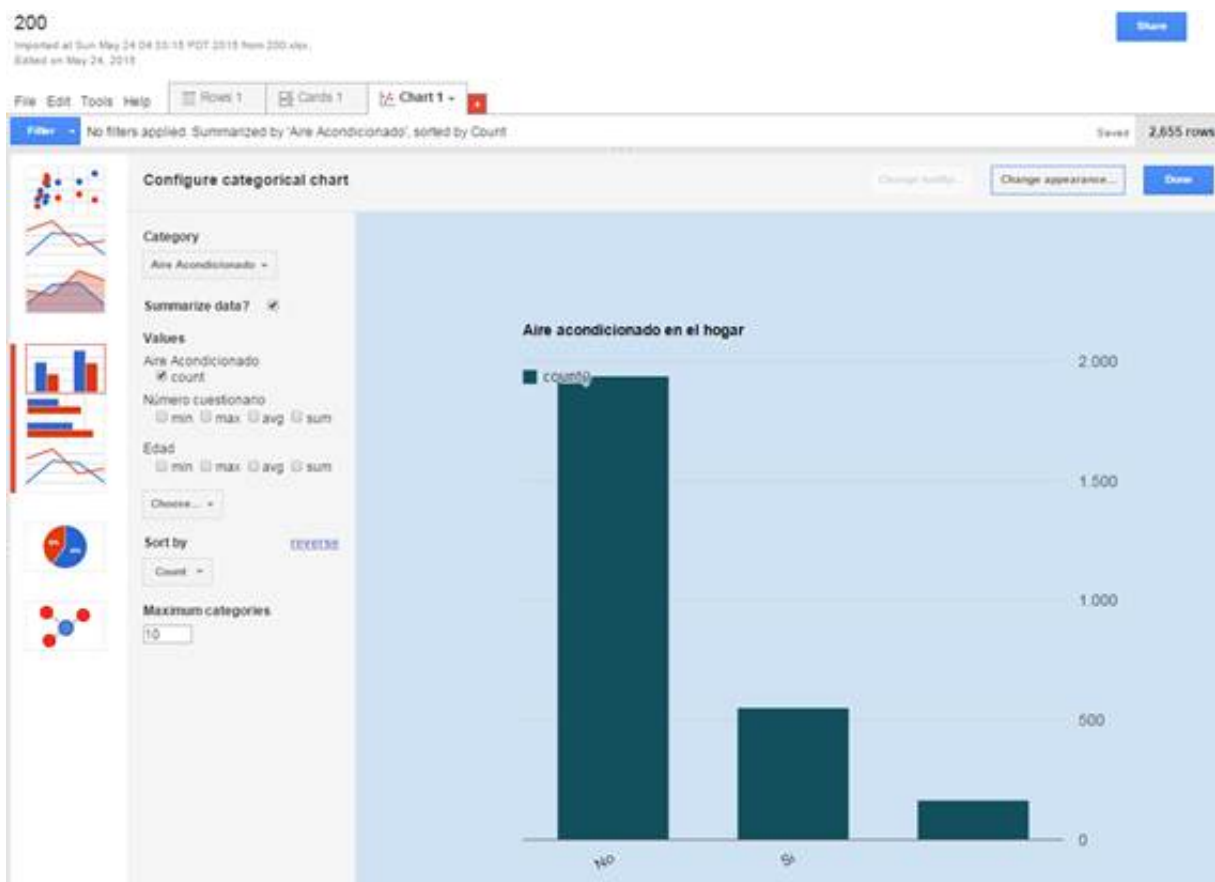 200
Share
Imported at Sun May 24 04:33:15 PDT 2015 from 200.xlsx.
Edited on May 24, 2015
File Edit Tools Help
Rows 1
Cards 1
Chart 1
+
Filter
No filters applied. Summarized by 'Aire Acondicionado', sorted by Count
Saved
2,655 rows
Configure categorical chart
Change tooltip...
Change appearance...
Done
Category
Aire Acondicionado
Summarize data?
Values
Aire Acondicionado
count
Número cuestionario
min max avg sum
Edad
min max avg sum
Choose...
Sort by
reverse
Count
Maximum categories
10
Aire acondicionado en el hogar
2.000
1.500
1.000
500
0
No
Si